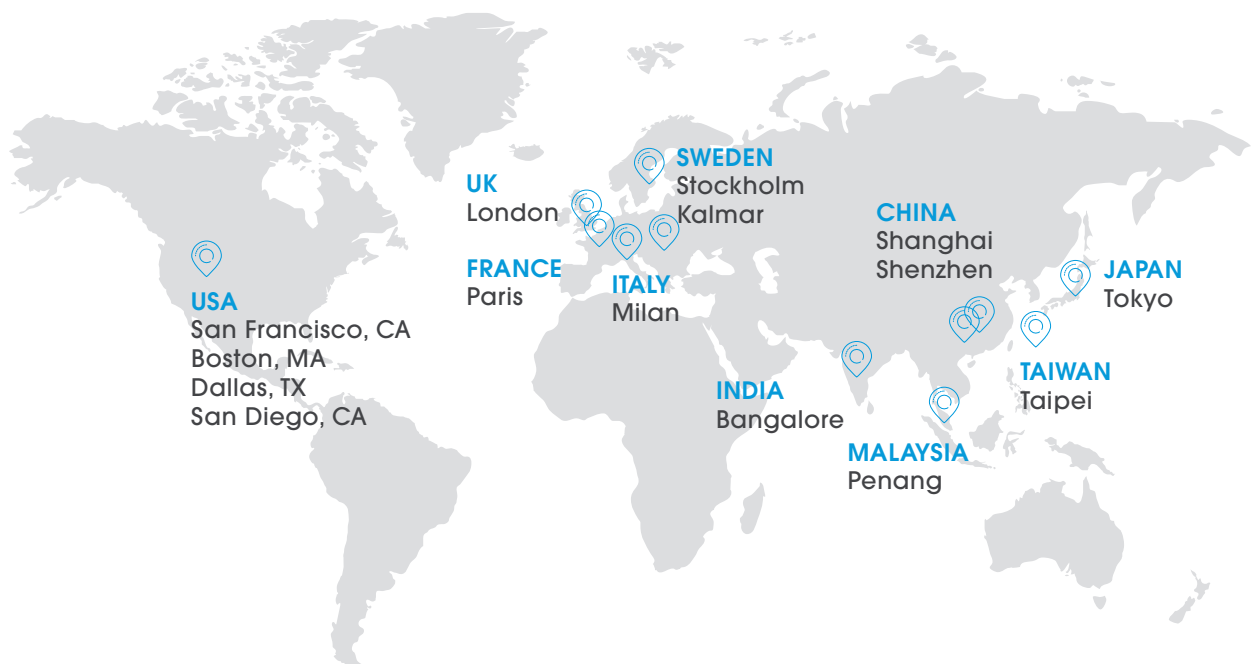 USA
San Francisco, CA
Boston, MA
Dallas, TX
San Diego, CA
UK
London
FRANCE
Paris
SWEDEN
Stockholm
Kalmar
ITALY
Milan
CHINA
Shanghai
Shenzhen
JAPAN
Tokyo
TAIWAN
Taipei
INDIA
Bangalore
MALAYSIA
Penang